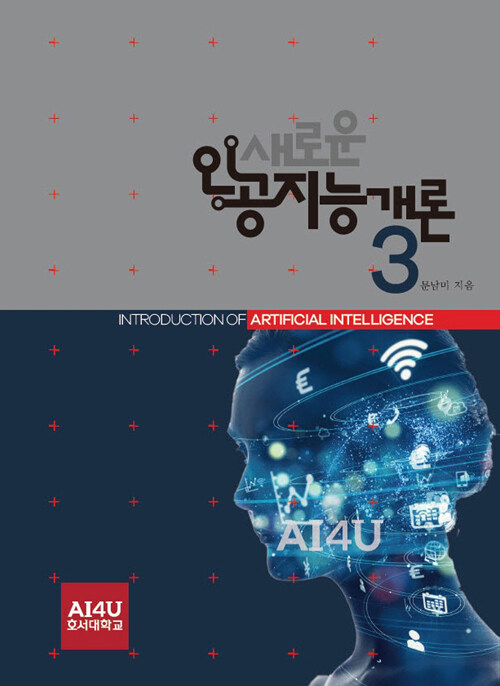 새로운
인공지능개론
3
문남미 지음
INTRODUCTION OF ARTIFICIAL INTELLIGENCE
AI4U
AI4U
호서대학교